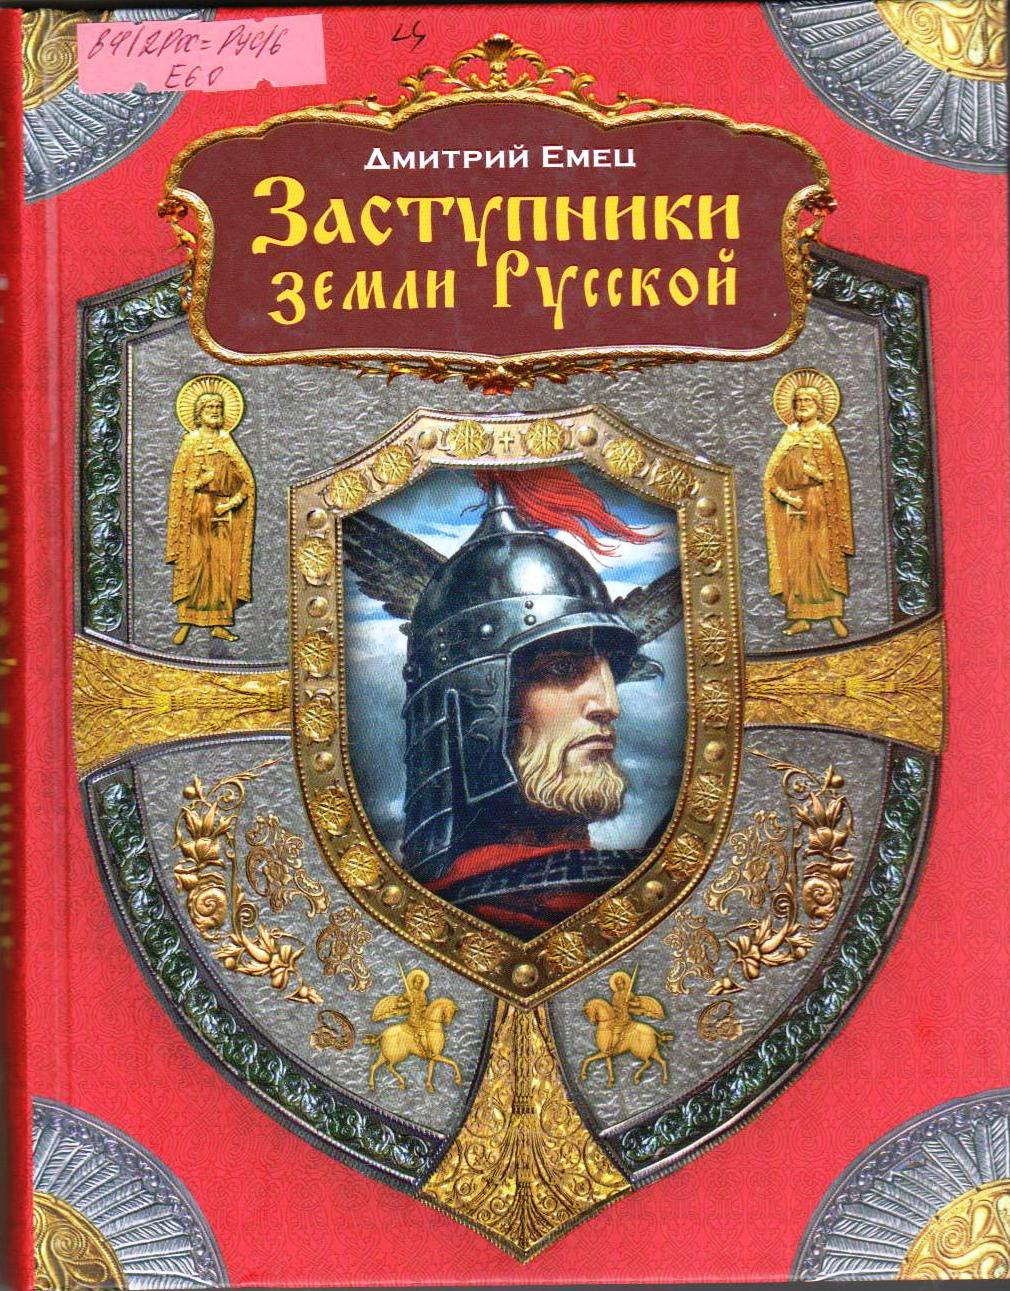 84(2Рос=Рус)6
Е60
Дмитрий Емец
Заступники
земли Русской